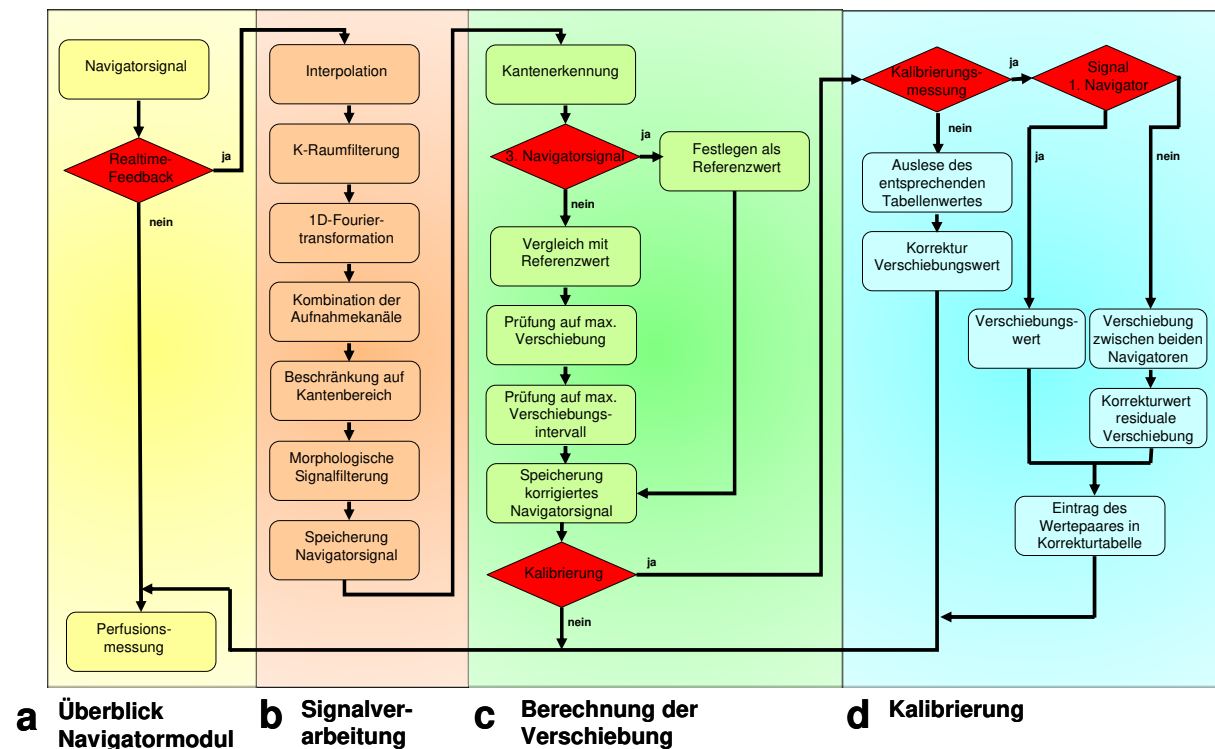 Navigatorsignal
Realtime-
Feedback
ja
nein
Perfusions-
messung
Interpolation
K-Raumfilterung
1D-Fourier-
transformation
Kombination der
Aufnahmekanäle
Beschränkung auf
Kantenbereich
Morphologische
Signalfilterung
Speicherung
Navigatorsignal
Kantenerkennung
3. Navigatorsignal
ja
Festlegen als
Referenzwert
nein
Vergleich mit
Referenzwert
Prüfung auf max.
Verschiebung
Prüfung auf max.
Verschiebungs-
intervall
Speicherung
korrigiertes
Navigatorsignal
Kalibrierung
ja
nein
Kalibrierungs-
messung
ja
Signal
1. Navigator
nein
ja
nein
Auslese des
entsprechenden
Tabellenwertes
Korrektur
Verschiebungswert
Verschiebungs-
wert
Verschiebung
zwischen beiden
Navigatoren
Korrekturwert
residuale
Verschiebung
Eintrag des
Wertepaares in
Korrekturtabelle
a Überblick
Navigatormodul
b Signalver-
arbeitung
c Berechnung der
Verschiebung
d Kalibrierung